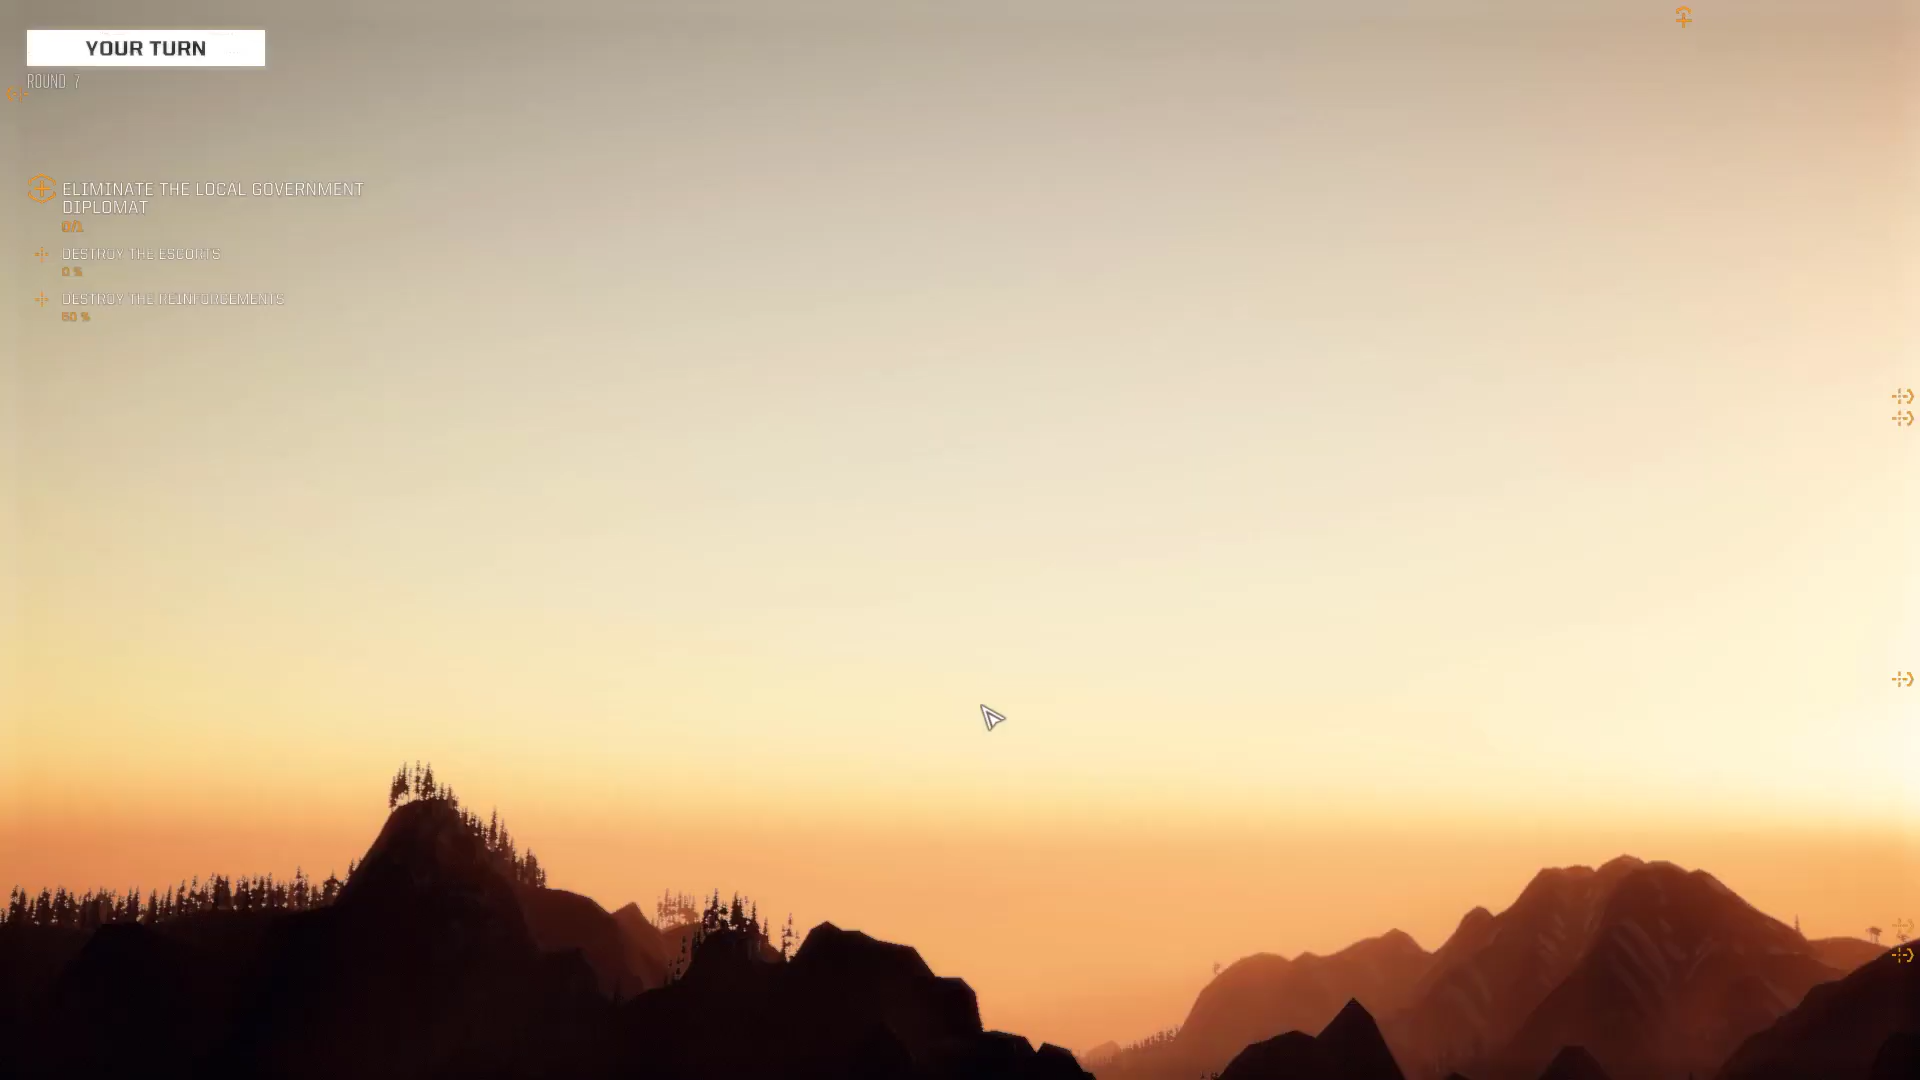 YOUR TURN
ROUND 7
ELIMINATE THE LOCAL GOVERNMENT
DIPLOMAT
0/1
DESTROY THE ESCORTS
0 %
DESTROY THE REINFORCEMENTS
50 %